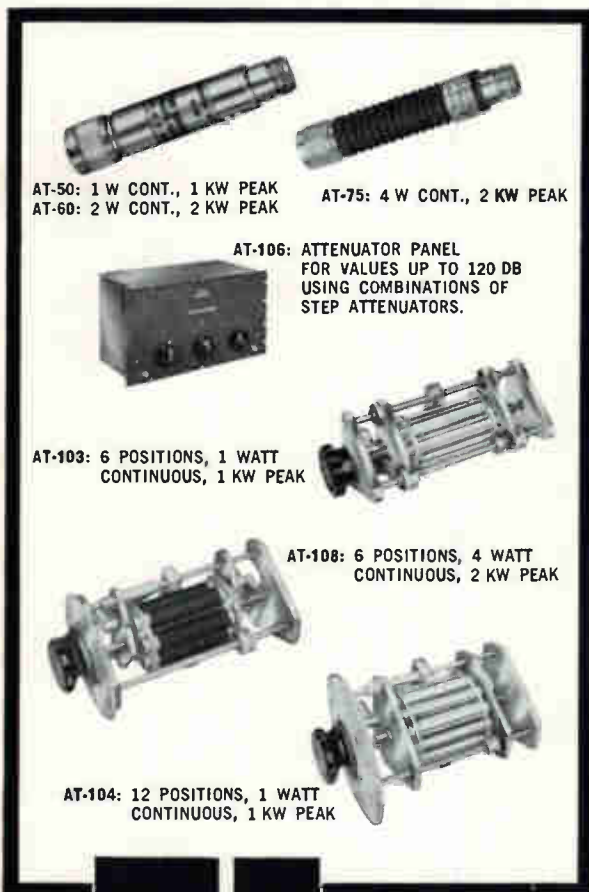 AT-50: 1 W CONT., 1 KW PEAK
AT-60: 2 W CONT., 2 KW PEAK
AT-75: 4 W CONT., 2 KW PEAK
AT-106: ATTENUATOR PANEL
FOR VALUES UP TO 120 DB
USING COMBINATIONS OF
STEP ATTENUATORS.
AT-103: 6 POSITIONS, 1 WATT
CONTINUOUS, 1 KW PEAK
AT-108: 6 POSITIONS, 4 WATT
CONTINUOUS, 2 KW PEAK
AT-104: 12 POSITIONS, 1 WATT
CONTINUOUS, 1 KW PEAK